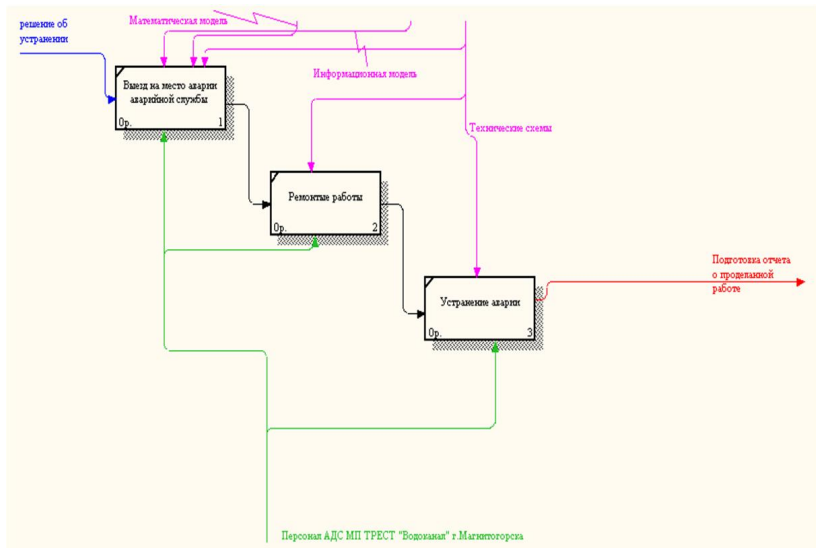 решение об
устранении
Математическая модель
Информационная модель
Технические схемы
Выезд на место аварии
аварийной службы
0р. 1
Ремонтые работы
0р. 2
Устранение аварии
0р. 3
Подготовка отчета
о проделанной
работе
Персонал АДС МП ТРЕСТ "Водоканал" г.Магнитогорска